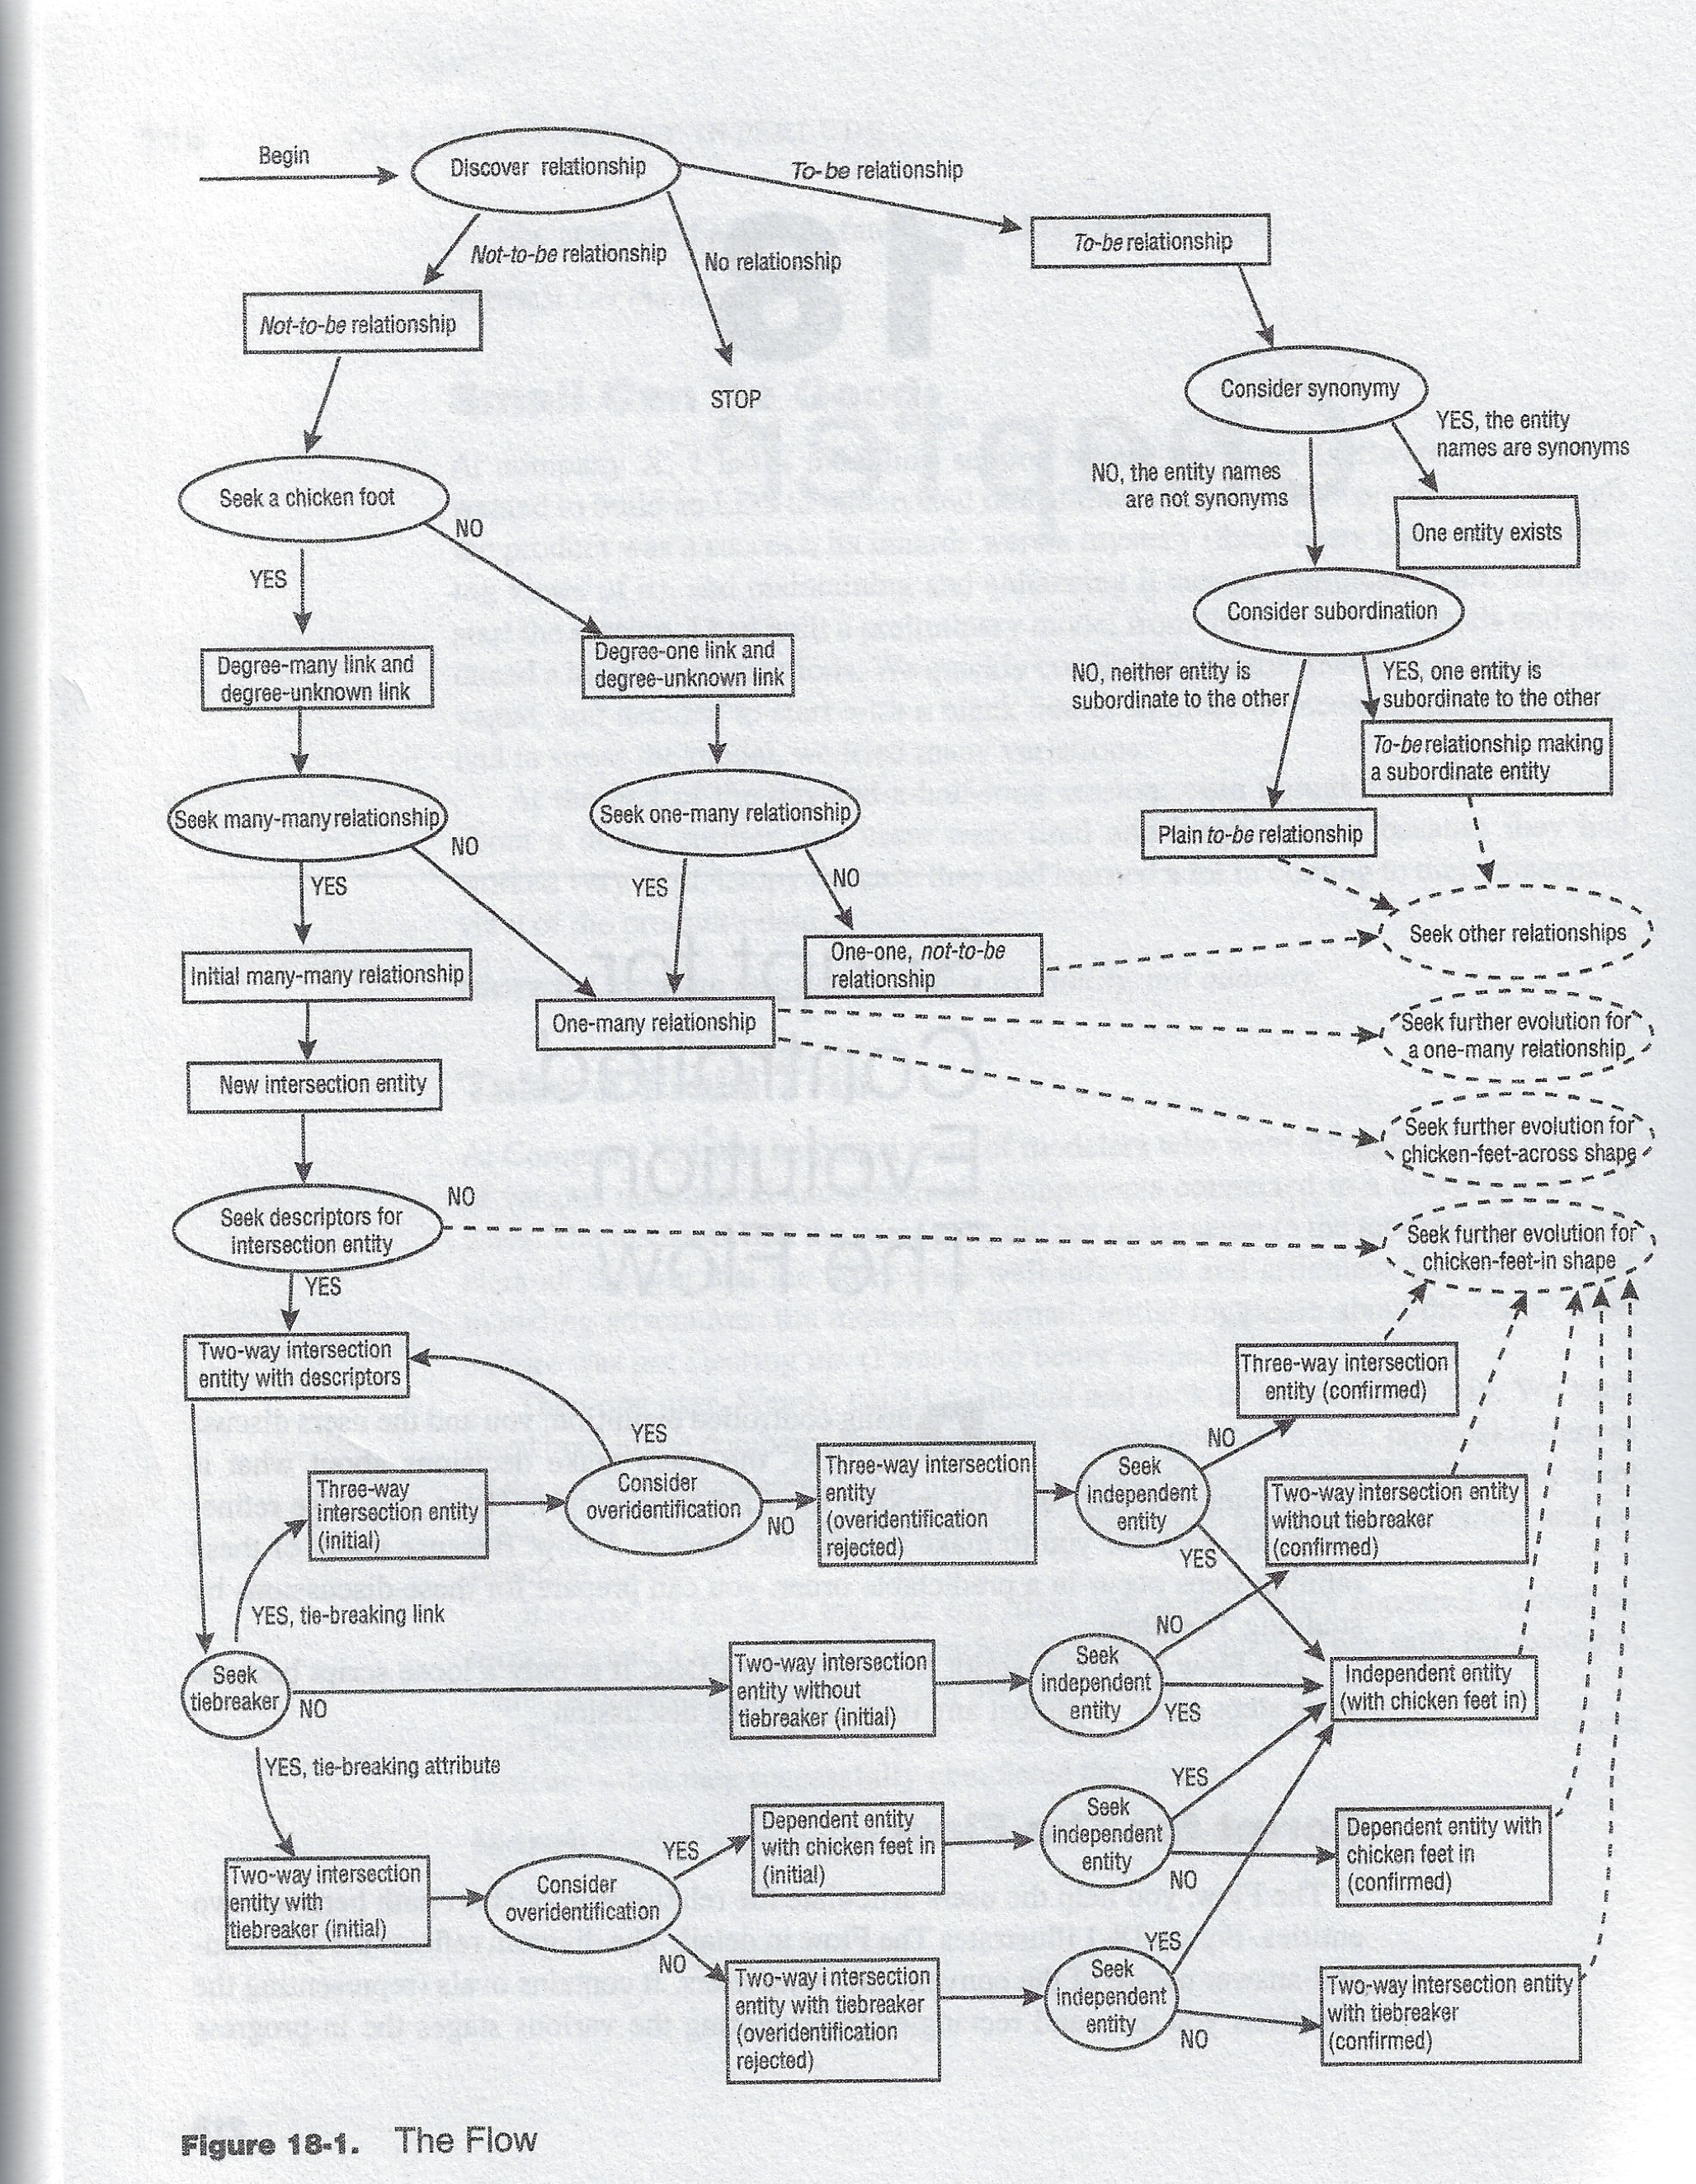 Begin
Discover relationship
To-be relationship
Not-to-be relationship
No relationship
To-be relationship
Not-to-be relationship
STOP
Consider synonymy
YES, the entity
names are synonyms
NO, the entity names
are not synonyms
One entity exists
Seek a chicken foot
NO
YES
Consider subordination
Degree-many link and
degree-unknown link
Degree-one link and
degree-unknown link
NO, neither entity is
subordinate to the other
YES, one entity is
subordinate to the other
To-be relationship making
a subordinate entity
Seek many-many relationship
NO
YES
Seek one-many relationship
YES
NO
Plain to-be relationship
Seek other relationships
Initial many-many relationship
One-one, not-to-be
relationship
One-many relationship
Seek further evolution for
a one-many relationship
New intersection entity
Seek further evolution for
chicken-feet-across shape
Seek descriptors for
intersection entity
NO
YES
Seek further evolution for
chicken-feet-in shape
Two-way intersection
entity with descriptors
YES
Three-way intersection
entity (confirmed)
NO
Three-way
intersection entity
(initial)
Consider
overidentification
NO
Three-way intersection
entity
(overidentification
rejected)
Seek
independent
entity
YES
Two-way intersection entity
without tiebreaker
(confirmed)
YES, tie-breaking link
NO
Seek
tiebreaker
NO
Two-way intersection
entity without
tiebreaker (initial)
Seek
independent
entity
YES
Independent entity
(with chicken feet in)
YES, tie-breaking attribute
YES
Dependent entity
with chicken feet in
(initial)
Seek
independent
entity
YES
NO
Dependent entity with
chicken feet in
(confirmed)
Two-way intersection
entity with
tiebreaker (initial)
Consider
overidentification
NO
Two-way intersection
entity with tiebreaker
(overidentification
rejected)
Seek
independent
entity
YES
NO
Two-way intersection entity
with tiebreaker
(confirmed)
Figure 18-1. The Flow